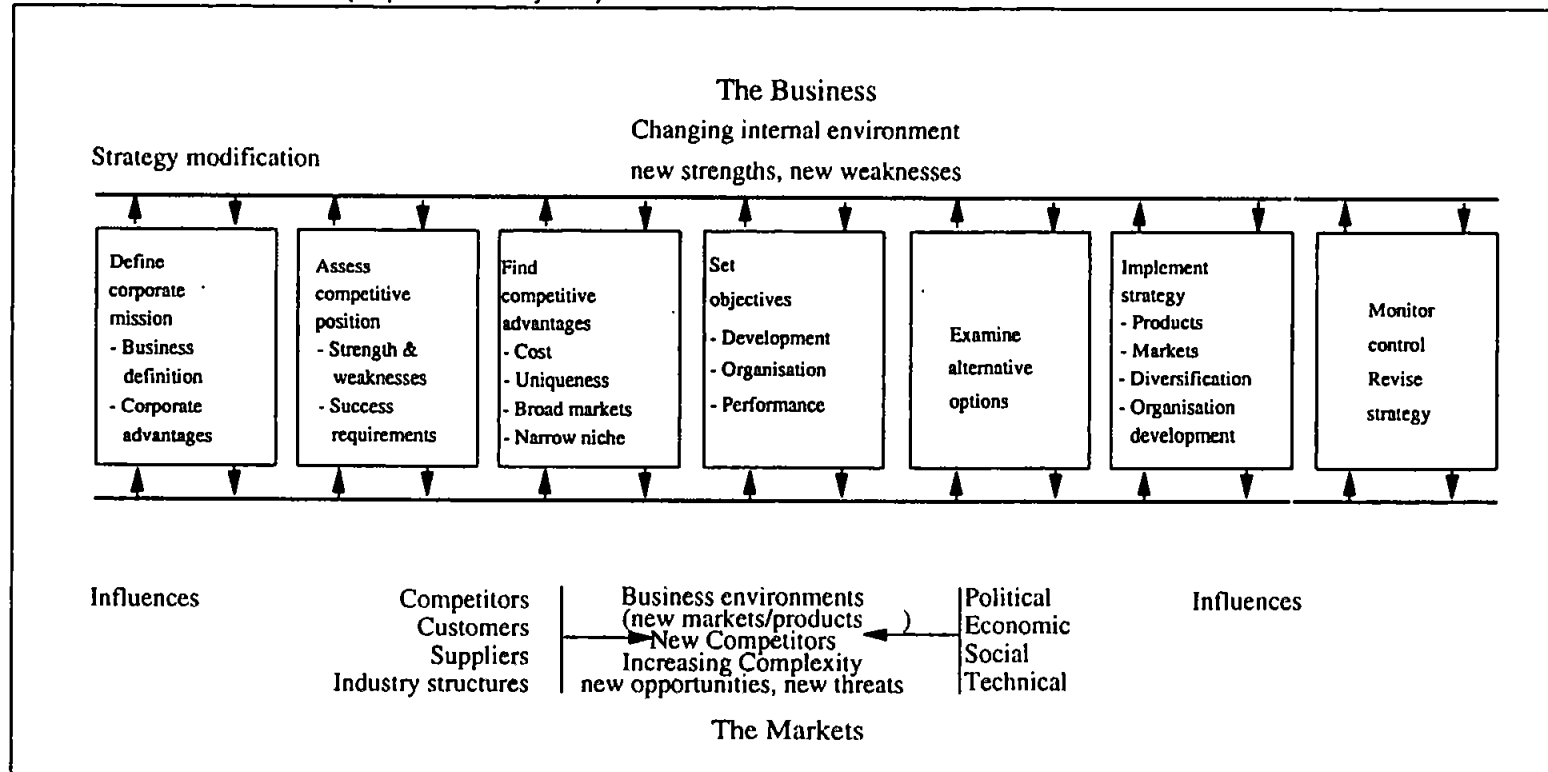 The Business
Changing internal environment
Strategy modification
new strengths, new weaknesses
Define
corporate
mission
- Business
definition
- Corporate
advantages
Assess
competitive
position
- Strength &
weaknesses
- Success
requirements
Find
competitive
advantages
- Cost
- Uniqueness
- Broad markets
- Narrow niche
Set
objectives
- Development
- Organisation
- Performance
Examine
alternative
options
Implement
strategy
- Products
- Markets
- Diversification
- Organisation
development
Monitor
control
Revise
strategy
Influences
Competitors
Customers
Suppliers
Industry structures
Business environments
(new markets/products )
New Competitors
Increasing Complexity
new opportunities, new threats
Political
Economic
Social
Technical
Influences
The Markets